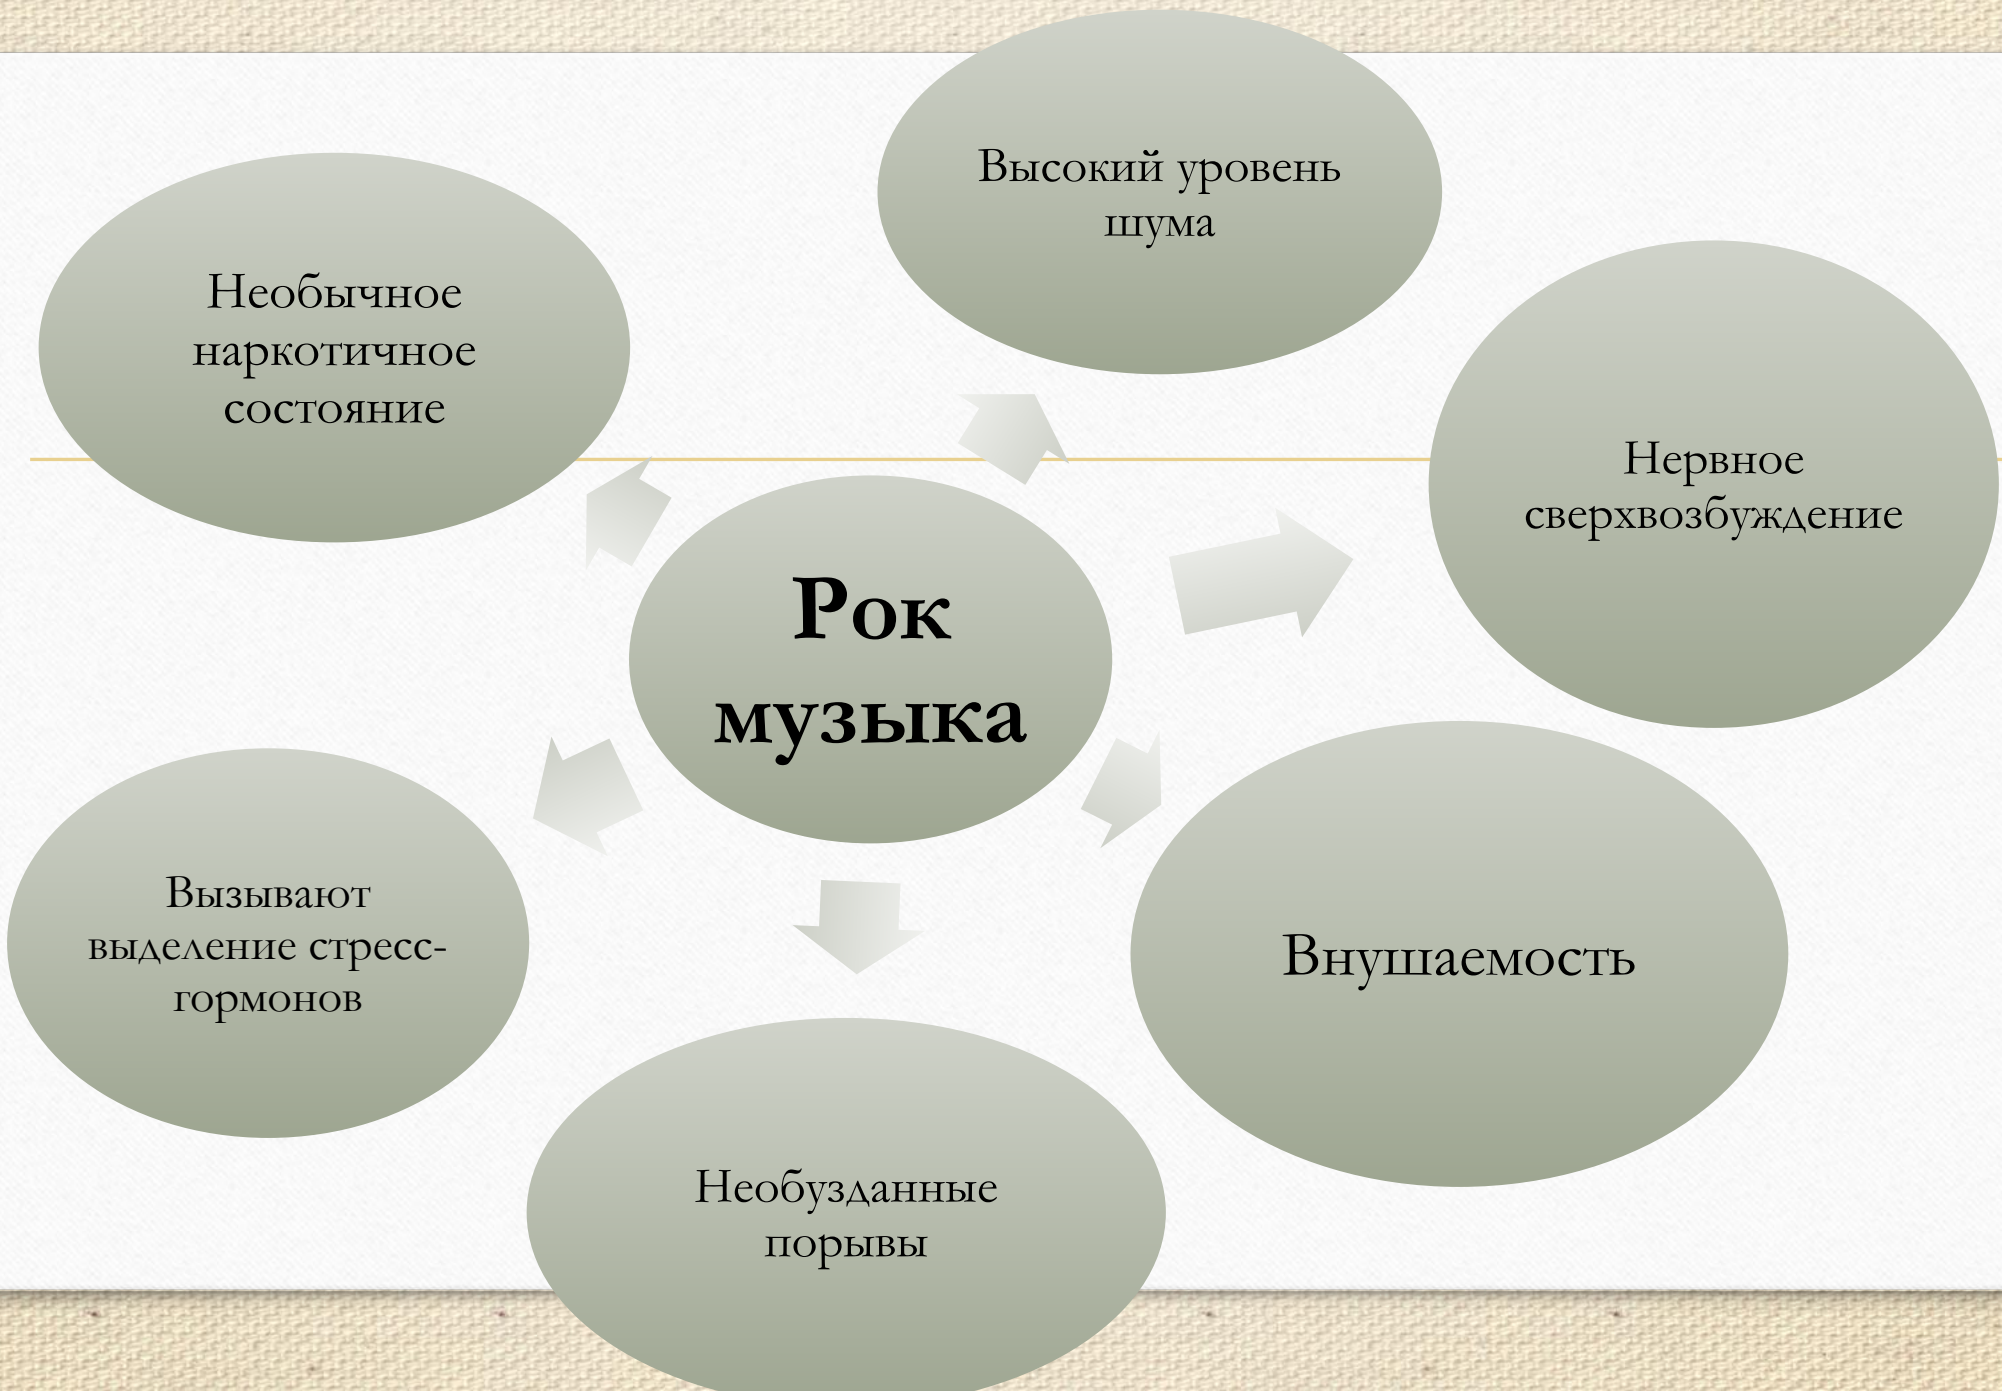 Высокий уровень
шума
Необычное
наркотичное
состояние
Нервное
сверхвозбуждение
Рок
музыка
Вызывают
выделение стресс-
гормонов
Внушаемость
Необузданные
порывы